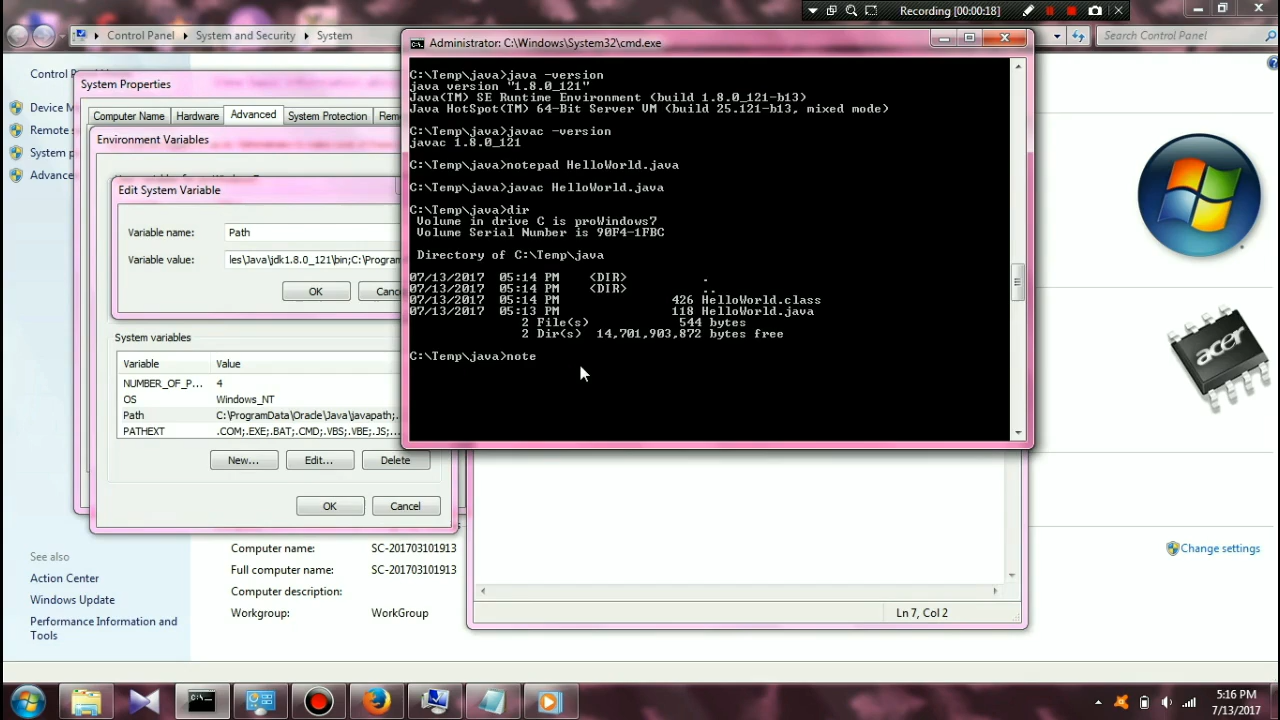 Recording [00:00:18]
Control Panel
System and Security
System
Search Control Panel
Administrator: C:\Windows\System32\cmd.exe
C:\Temp\java>java -version
java version "1.8.0_121"
Java(TM) SE Runtime Environment (build 1.8.0_121-b13)
Java HotSpot(TM) 64-Bit Server VM (build 25.121-b13, mixed mode)
C:\Temp\java>javac -version
javac 1.8.0_121
C:\Temp\java>notepad HelloWorld.java
C:\Temp\java>javac HelloWorld.java
C:\Temp\java>dir
Volume in drive C is proWindows7
Volume Serial Number is 90F4-1FBC
Directory of C:\Temp\java
07/13/2017 05:14 PM <DIR> .
07/13/2017 05:14 PM <DIR> ..
07/13/2017 05:14 PM 426 HelloWorld.class
07/13/2017 05:13 PM 118 HelloWorld.java
2 File(s) 544 bytes
2 Dir(s) 14,701,903,872 bytes free
C:\Temp\java>note
Control Pa
Device M
Remote
System p
Advance
System Properties
Computer Name
Hardware
Advanced
System Protection
Rem
Environment Variables
Edit System Variable
Variable name:
Path
Variable value:
les\Java\jdk1.8.0_121\bin;C:\Program
OK
Canc
System variables
Variable
Value
NUMBER_OF_P...
4
OS
Windows_NT
Path
C:\ProgramData\Oracle\Java\javapath;.
PATHEXT
.COM;.EXE;.BAT;.CMD;.VBS;.VBE;.JS;...
New...
Edit...
Delete
OK
Cancel
acer
Ln 7, Col 2
Change settings
Computer name:
SC-201703101913
Full computer name:
SC-201703101913
Computer description:
Workgroup:
WorkGroup
See also
Action Center
Windows Update
Performance Information and
Tools
5:16 PM
7/13/2017